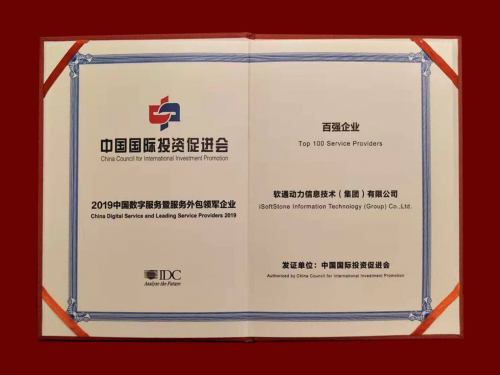 中国国际投资促进会
China Council for International Investment Promotion
2019中国数字服务暨服务外包领军企业
China Digital Service and Leading Service Providers 2019
IDC
Analyze the Future
百强企业
Top 100 Service Providers
软通动力信息技术（集团）有限公司
iSoftStone Information Technology (Group) Co.,Ltd.
发证单位：中国国际投资促进会
Authorized by China Council for International Investment Promotion